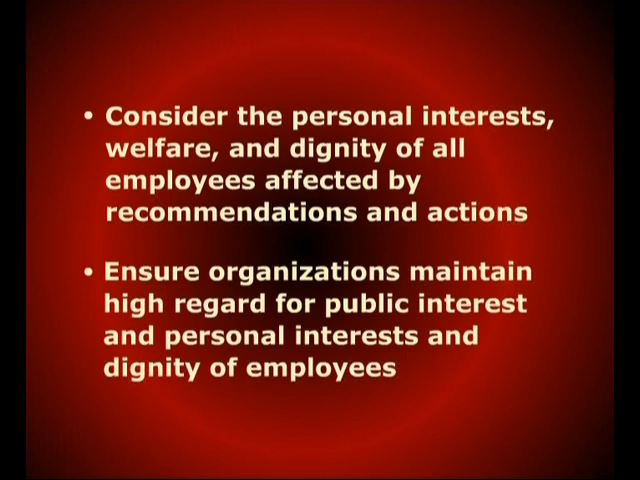 • Consider the personal interests,
welfare, and dignity of all
employees affected by
recommendations and actions
• Ensure organizations maintain
high regard for public interest
and personal interests and
dignity of employees